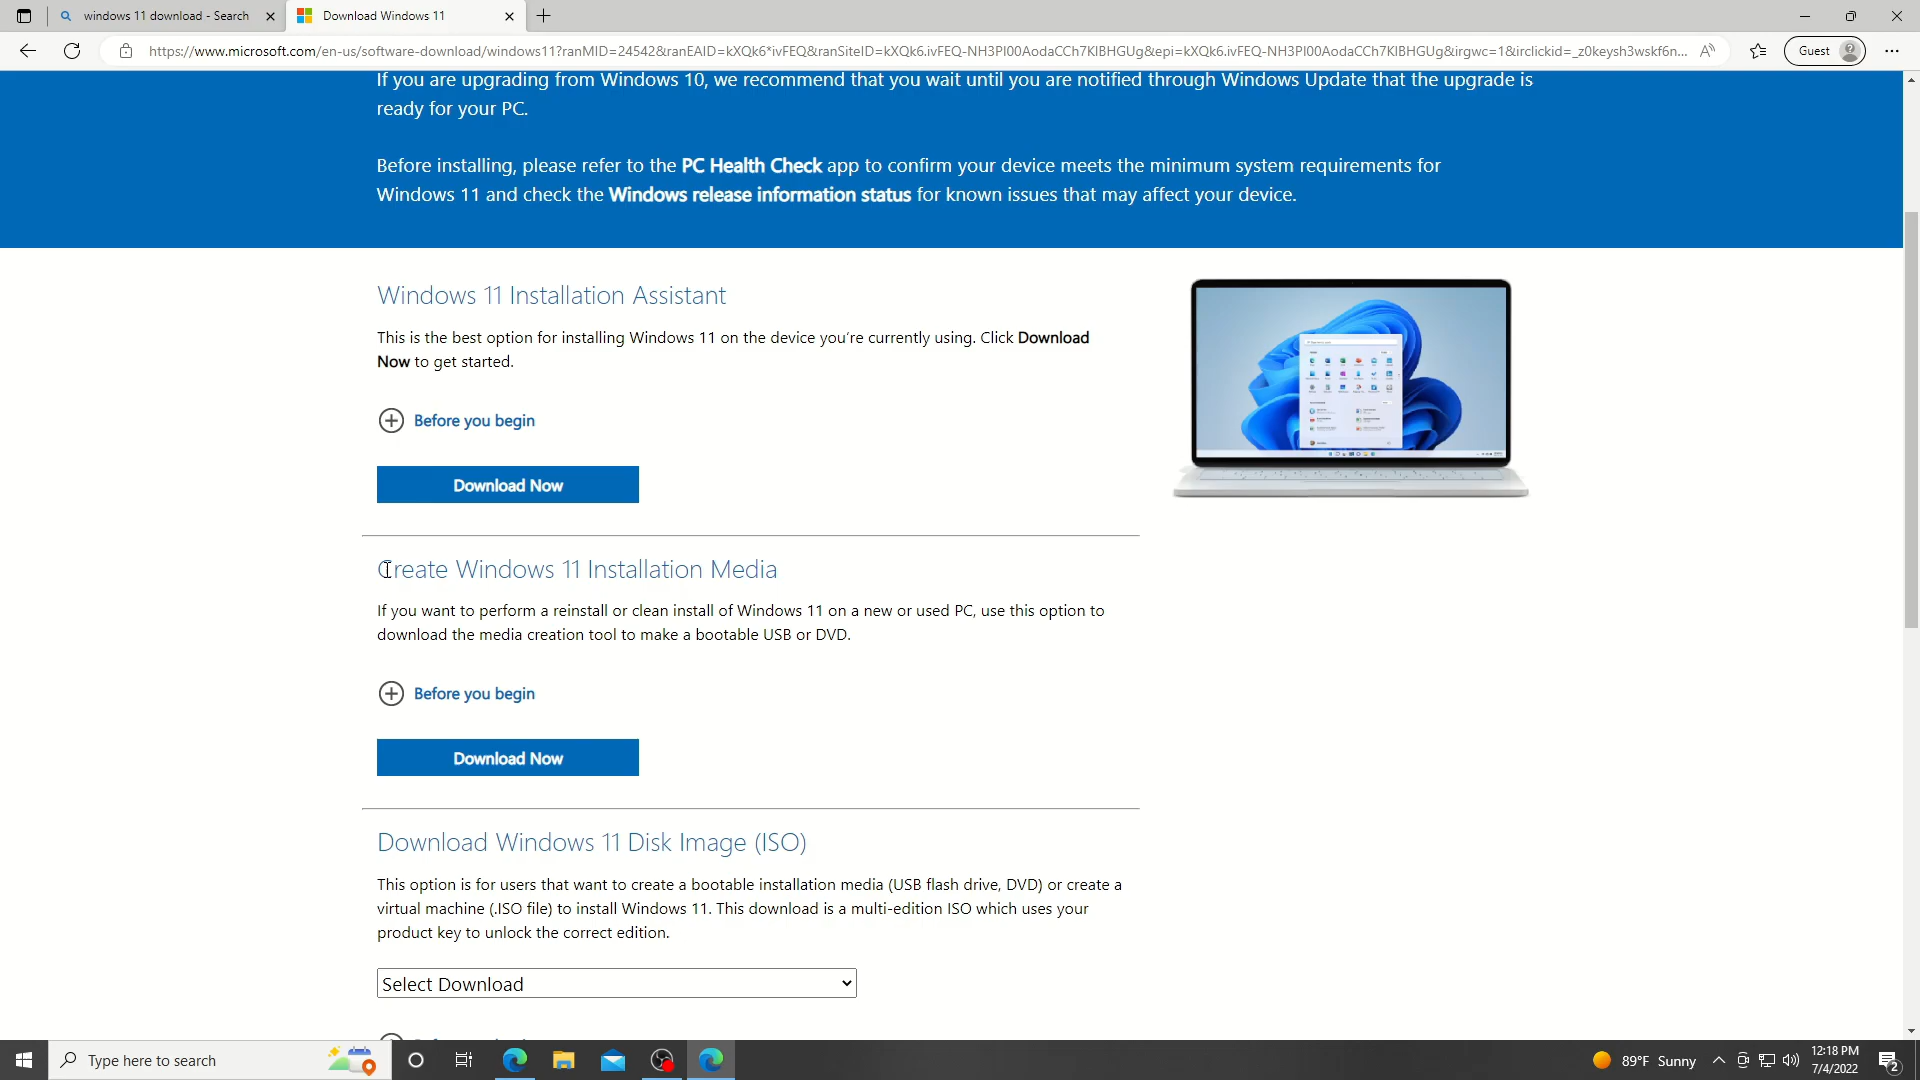 windows 11 download - Search
Download Windows 11
https://www.microsoft.com/en-us/software-download/windows11?ranMID=24542&ranEAID=kXQk6*ivFEQ&ranSiteID=kXQk6.ivFEQ-NH3PI00AodaCCh7KIBHGUg&epi=kXQk6.ivFEQ-NH3PI00AodaCCh7KIBHGUg&irgwc=1&irclickid=_z0keysh3wskf6n...
Guest
If you are upgrading from Windows 10, we recommend that you wait until you are notified through Windows Update that the upgrade is
ready for your PC.
Before installing, please refer to the PC Health Check app to confirm your device meets the minimum system requirements for
Windows 11 and check the Windows release information status for known issues that may affect your device.
Windows 11 Installation Assistant
This is the best option for installing Windows 11 on the device you're currently using. Click Download
Now to get started.
Before you begin
Download Now
Create Windows 11 Installation Media
If you want to perform a reinstall or clean install of Windows 11 on a new or used PC, use this option to
download the media creation tool to make a bootable USB or DVD.
Before you begin
Download Now
Download Windows 11 Disk Image (ISO)
This option is for users that want to create a bootable installation media (USB flash drive, DVD) or create a
virtual machine (.ISO file) to install Windows 11. This download is a multi-edition ISO which uses your
product key to unlock the correct edition.
Select Download
Type here to search
89°F Sunny
12:18 PM
7/4/2022
2